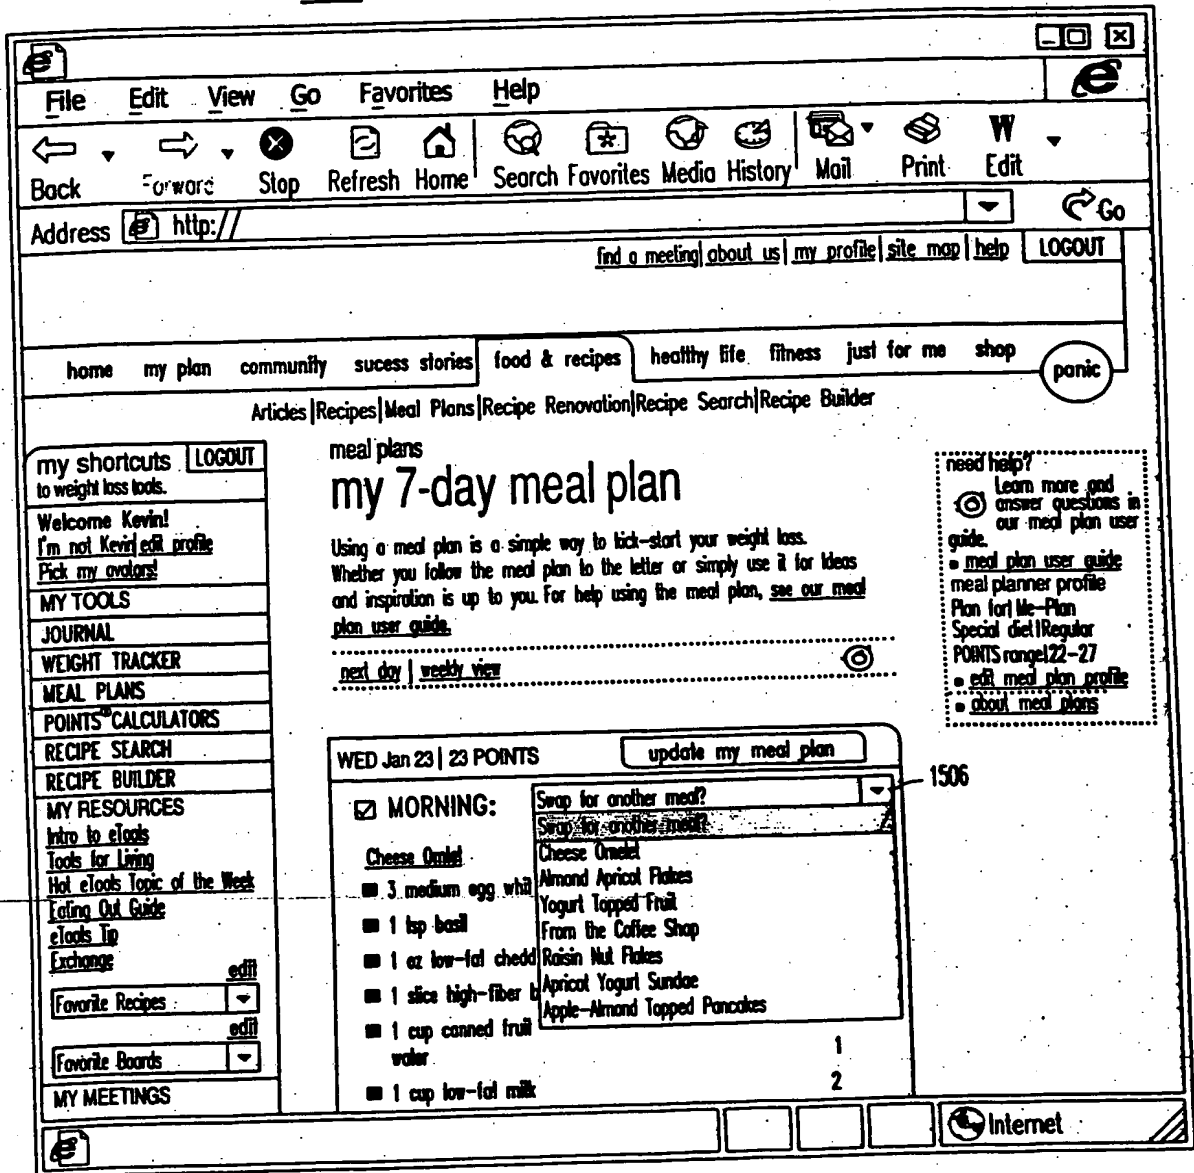 File Edit View Go Favorites Help
Back Forward Stop Refresh Home Search Favorites Media History Mail Print Edit
Address http:// Go
find a meeting| about us| my profile| site map| help LOGOUT
home my plan community sucess stories food & recipes healthy life fitness just for me shop panic
Articles|Recipes|Meal Plans|Recipe Renovation|Recipe Search|Recipe Builder
my shortcuts LOGOUT
to weight loss tools.
Welcome Kevin!
I'm not Kevin| edit profile
Pick my avatars!
MY TOOLS
JOURNAL
WEIGHT TRACKER
MEAL PLANS
POINTS® CALCULATORS
RECIPE SEARCH
RECIPE BUILDER
MY RESOURCES
Intro to eTools
Tools for Living
Hot eTools Topic of the Week
Eating Out Guide
eTools Tip
Exchange
edit
Favorite Recipes
edit
Favorite Boards
MY MEETINGS
meal plans
my 7-day meal plan
Using a meal plan is a simple way to kick-start your weight loss.
Whether you follow the meal plan to the letter or simply use it for Ideas
and inspiration is up to you. For help using the meal plan, see our meal
plan user guide.
next day | weekly view
WED Jan 23 | 23 POINTS update my meal plan
1506
MORNING:
Swap for another meal?
Swap for another meal?
Cheese Omelet
Almond Apricot Flakes
Yogurt Topped Fruit
From the Coffee Shop
Raisin Nut Flakes
Apricot Yogurt Sundae
Apple-Almond Topped Pancakes
Cheese Omlet
3 medium egg whit
1 tsp basil
1 oz low-fat chedd
1 slice high-fiber b
1 cup canned fruit
water 1
1 cup low-fat milk 2
need help?
Learn more and
answer questions in
our meal plan user
guide.
meal plan user guide
meal planner profile
Plan for| Me-Plan
Special diet|Regular
POINTS range|22-27
edit meal plan profile
about meal plans
Internet